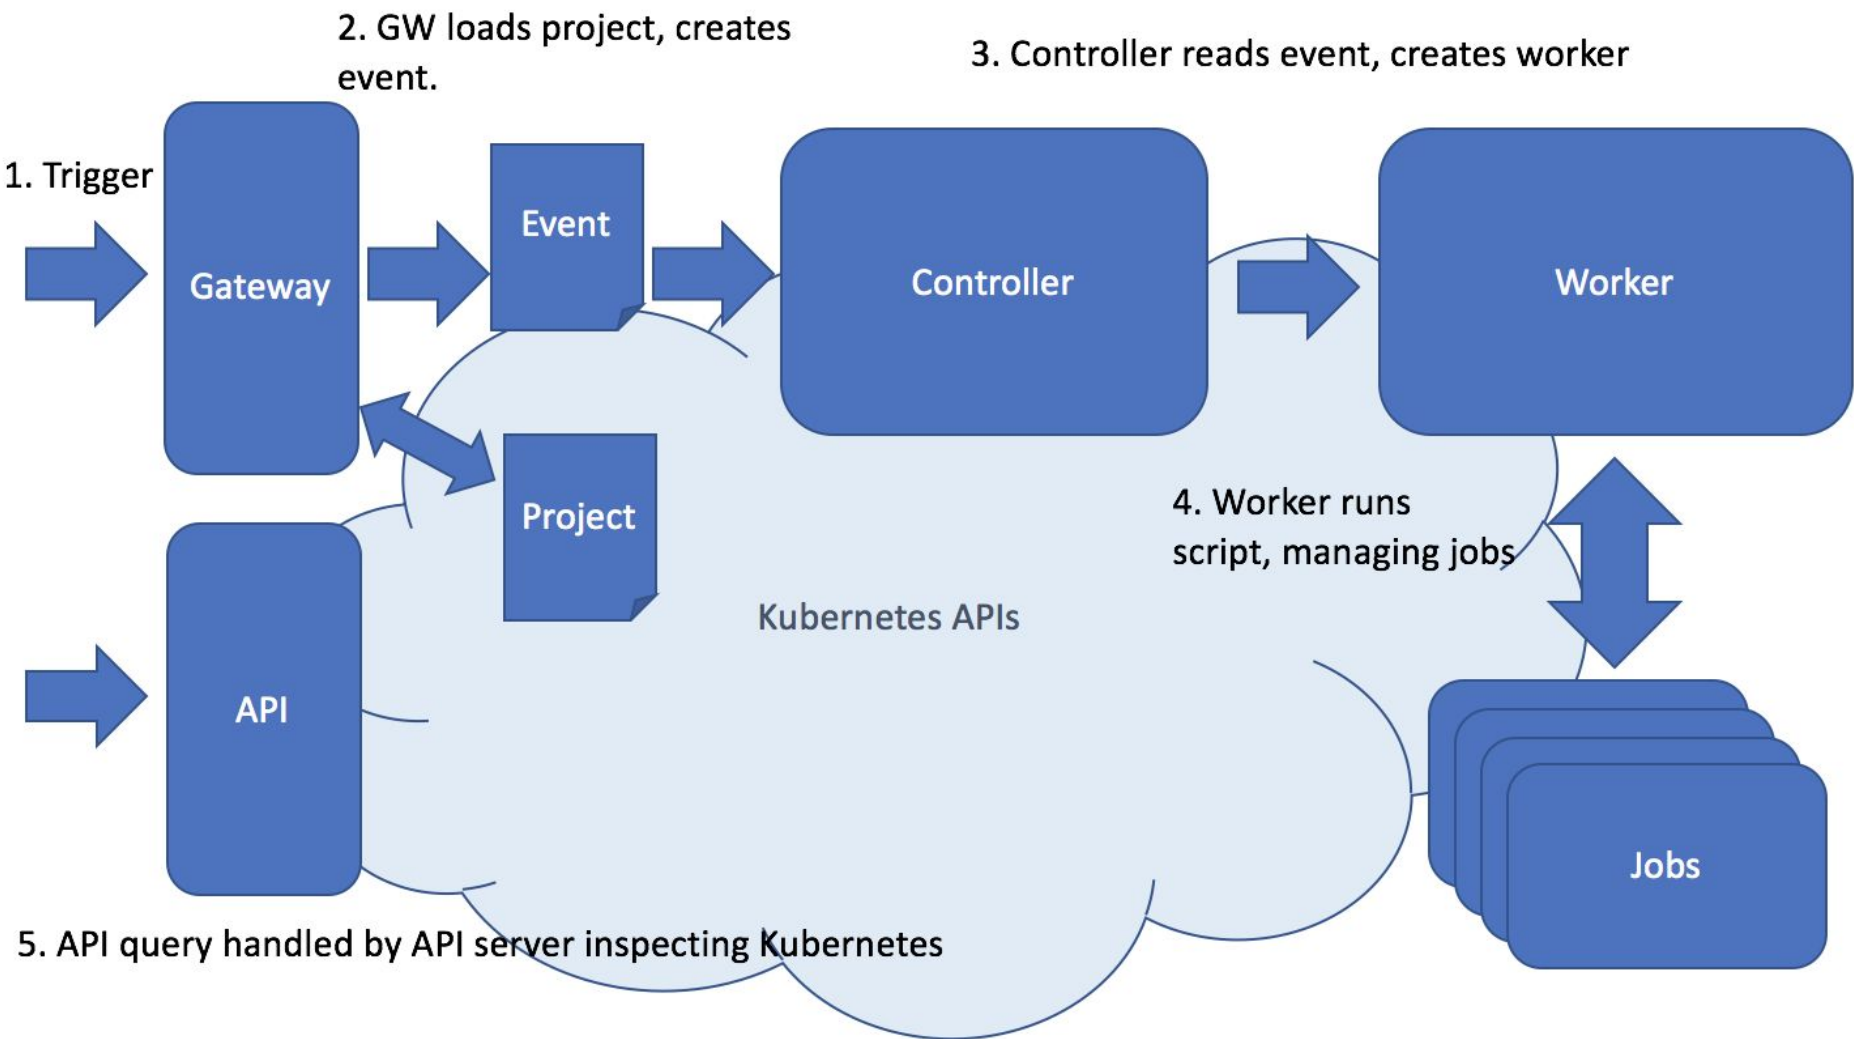 2. GW loads project, creates
event.
3. Controller reads event, creates worker
1. Trigger
Gateway
Event
Controller
Worker
Project
4. Worker runs
script, managing jobs
Kubernetes APIs
API
Jobs
5. API query handled by API server inspecting Kubernetes